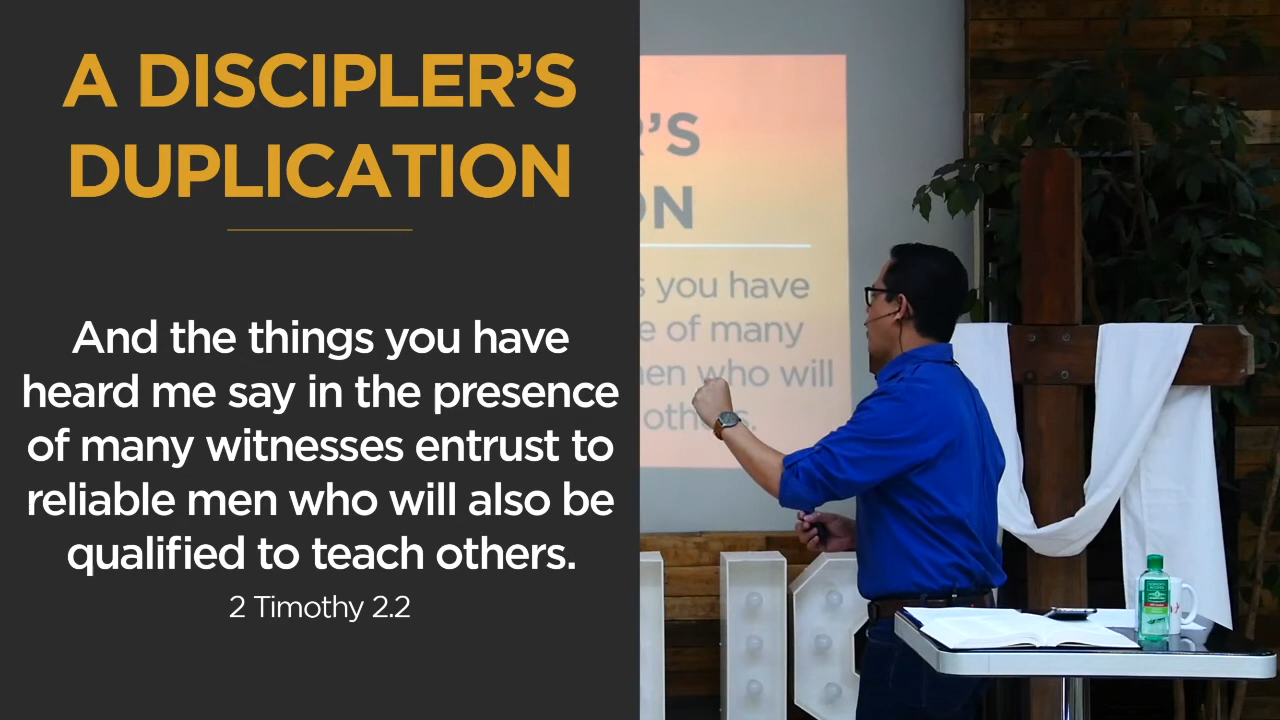 A DISCIPLER’S
DUPLICATION
And the things you have
heard me say in the presence
of many witnesses entrust to
reliable men who will also be
qualified to teach others.
2 Timothy 2.2
’S
ON
s you have
e of many
men who will
others.